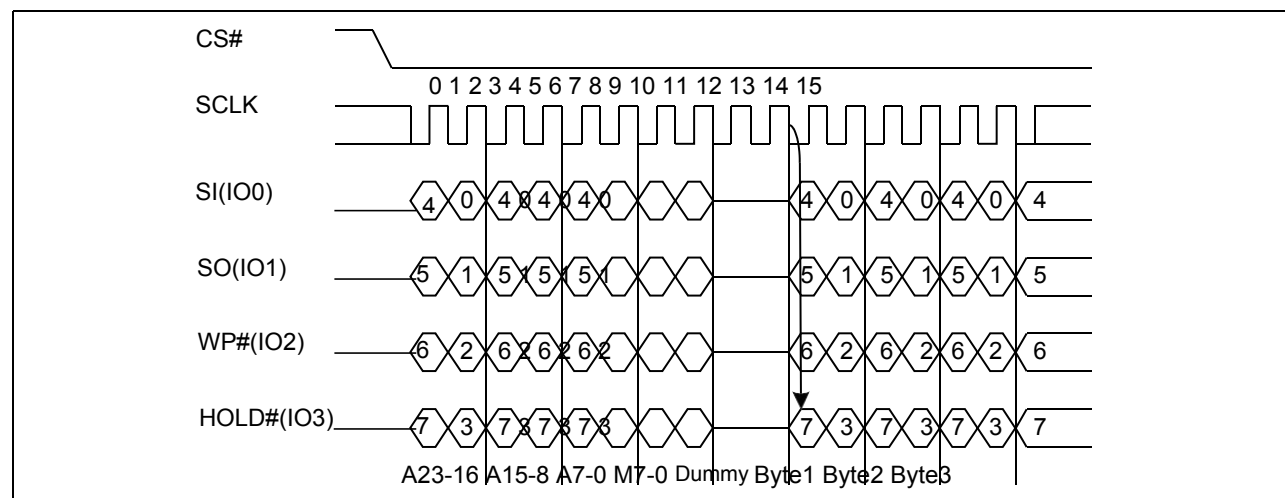 CS#
0 1 2 3 4 5 6 7 8 9 10 11 12 13 14 15
SCLK
SI(IO0) 4 0 4 0 4 0 4 0 4 0 4 0 4 0 4
SO(IO1) 5 1 5 1 5 1 5 1 5 1 5 1 5 1 5
WP#(IO2) 6 2 6 2 6 2 6 2 6 2 6 2 6 2 6
HOLD#(IO3) 7 3 7 3 7 3 7 3 7 3 7 3 7 3 7
A23-16 A15-8 A7-0 M7-0 Dummy Byte1 Byte2 Byte3